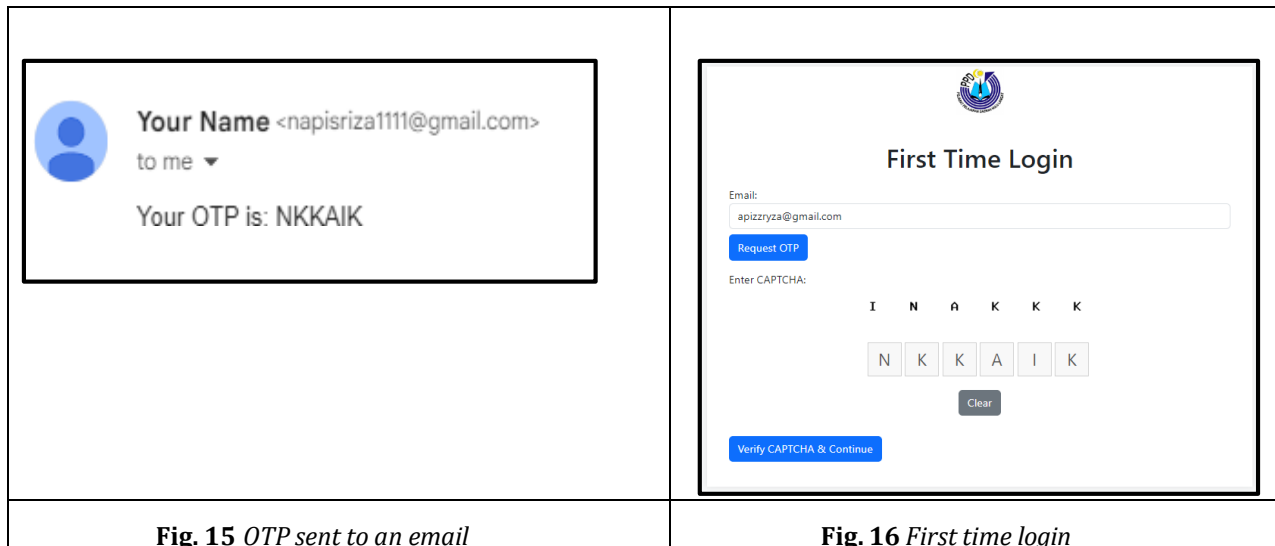 Your Name <napisriza1111@gmail.com>
to me
Your OTP is: NKKAIK
Fig. 15 OTP sent to an email
PPD
First Time Login
Email:
apizzryza@gmail.com
Request OTP
Enter CAPTCHA:
I N A K K K
N K K A I K
Clear
Verify CAPTCHA & Continue
Fig. 16 First time login